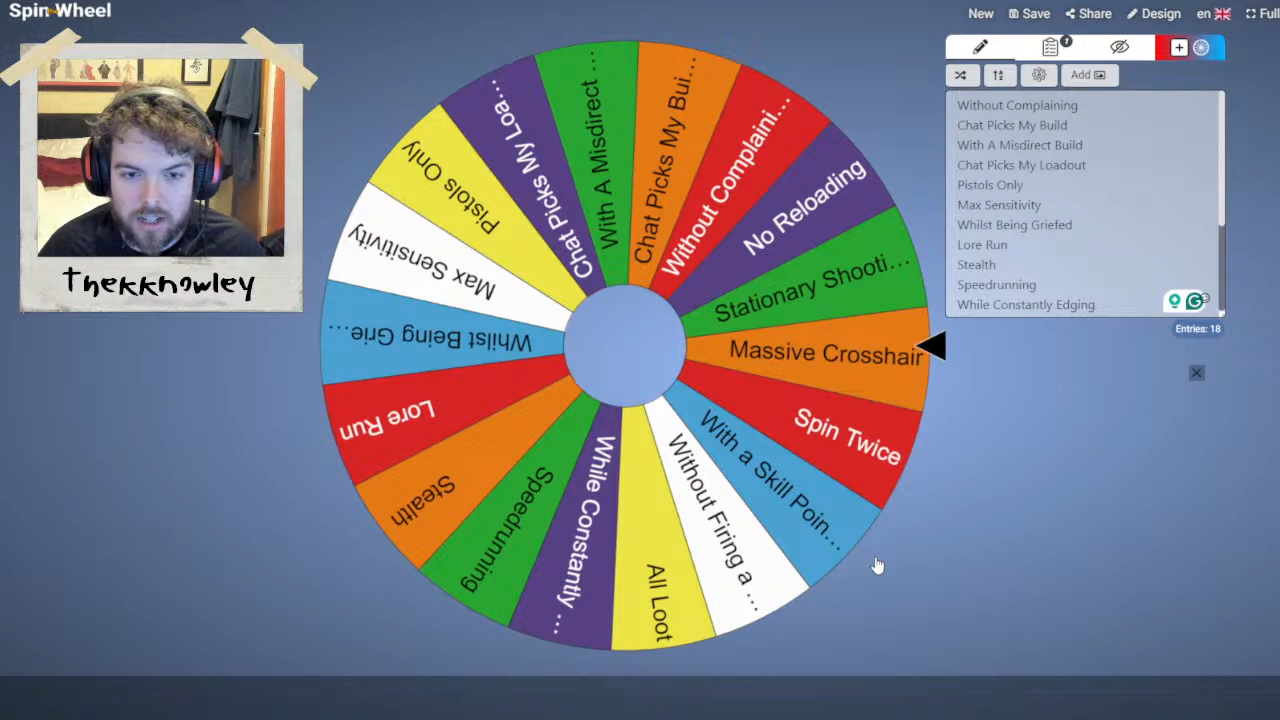 Spin the Wheel
New
Save
Share
Design
en
Full
Thekknowley
Add
1
Without Complaining
Chat Picks My Build
With A Misdirect Build
Chat Picks My Loadout
Pistols Only
Max Sensitivity
Whilst Being Griefed
Lore Run
Stealth
Speedrunning
While Constantly Edging
Entries: 18
With A Misdirect ...
Chat Picks My Bui...
Without Complaini...
No Reloading
Stationary Shooti...
Massive Crosshair
Spin Twice
With a Skill Poin...
Without Firing a ...
All Loot
While Constantly ...
Speedrunning
Stealth
Lore Run
Whilst Being Grie...
Max Sensitivity
Pistols Only
Chat Picks My Loa...